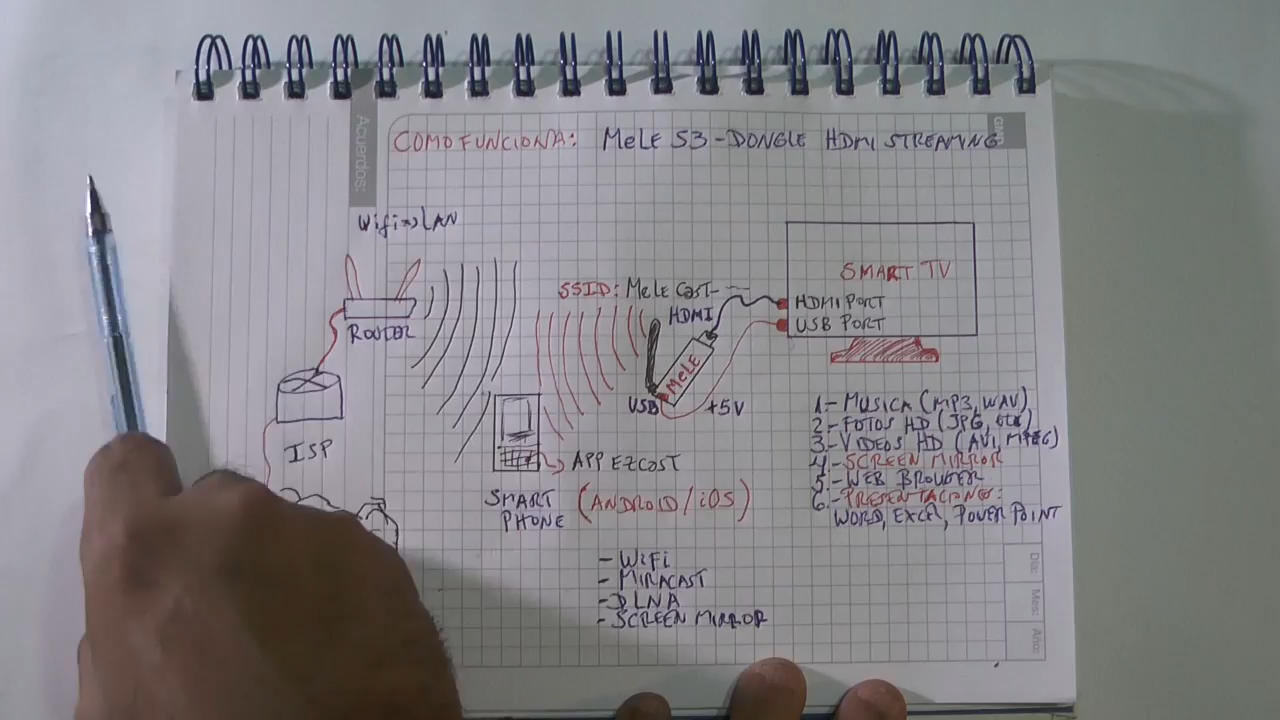 Acuerdos:
COMO FUNCIONA: MeLE S3-DONGLE HDMI STREAMING
Wifi=>LAN
SMART TV
SSID: MeleCast-
HDMI
HDMI PORT
USB PORT
ROUTER
MeLE
USB
+5V
ISP
APP EZCAST
SMART PHONE
(ANDROID/iOS)
1.- MUSICA (MP3, WAV)
2.- FOTOS HD (JPG, etc)
3.- VIDEOS HD (AVI, MPEG)
4.- SCREEN MIRROR
5.- WEB BROWSER
6.- PRESENTACIONES:
WORD, EXCEL, POWER POINT
- WIFI
- MIRACAST
- DLNA
- SCREEN MIRROR
Día:
Mes:
Año: